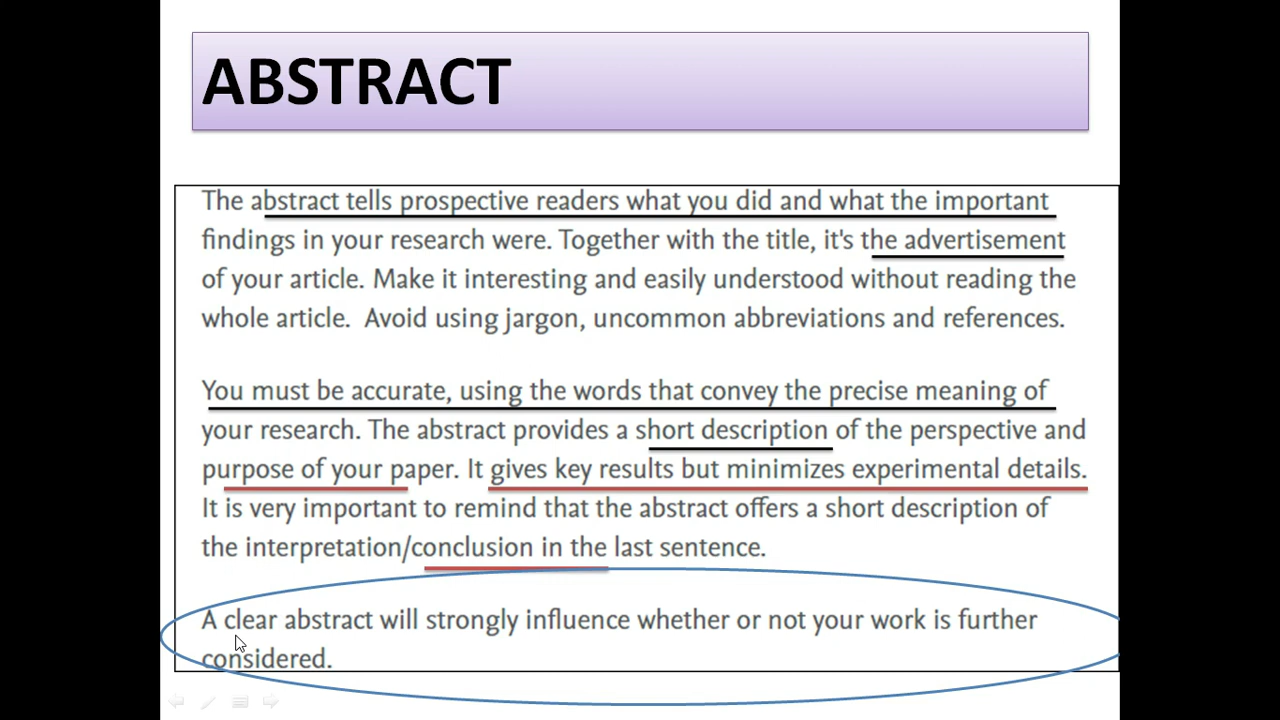 ABSTRACT
The abstract tells prospective readers what you did and what the important
findings in your research were. Together with the title, it's the advertisement
of your article. Make it interesting and easily understood without reading the
whole article.  Avoid using jargon, uncommon abbreviations and references.
You must be accurate, using the words that convey the precise meaning of
your research. The abstract provides a short description of the perspective and
purpose of your paper. It gives key results but minimizes experimental details.
It is very important to remind that the abstract offers a short description of
the interpretation/conclusion in the last sentence.
A clear abstract will strongly influence whether or not your work is further
considered.